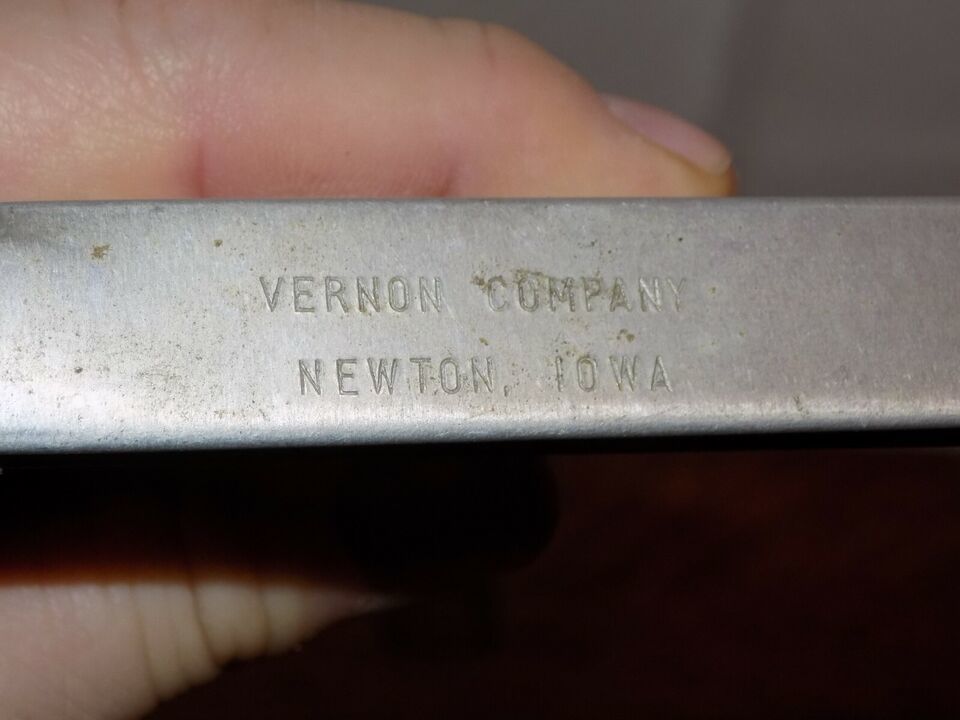 VERNON COMPANY
NEWTON, IOWA